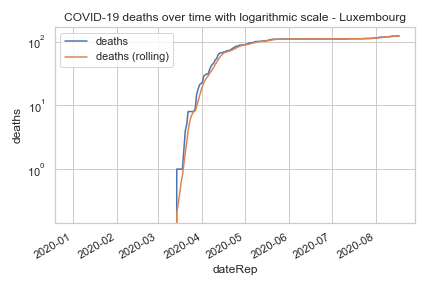 COVID-19 deaths over time with logarithmic scale - Luxembourg
deaths
deaths (rolling)
10²
10¹
10⁰
deaths
2020-01
2020-02
2020-03
2020-04
2020-05
2020-06
2020-07
2020-08
dateRep